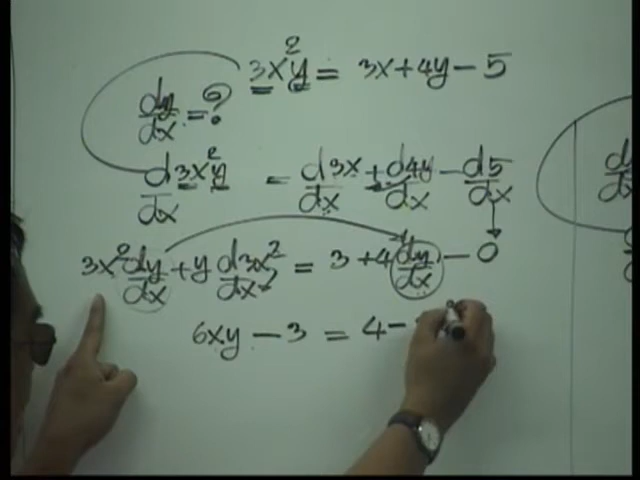 3x²y = 3x + 4y - 5
dy/dx = ?
d3x²y/dx = d3x/dx + d4y/dx - d5/dx
3x² dy/dx + y d3x²/dx = 3 + 4 dy/dx - 0
6xy - 3 = 4 -